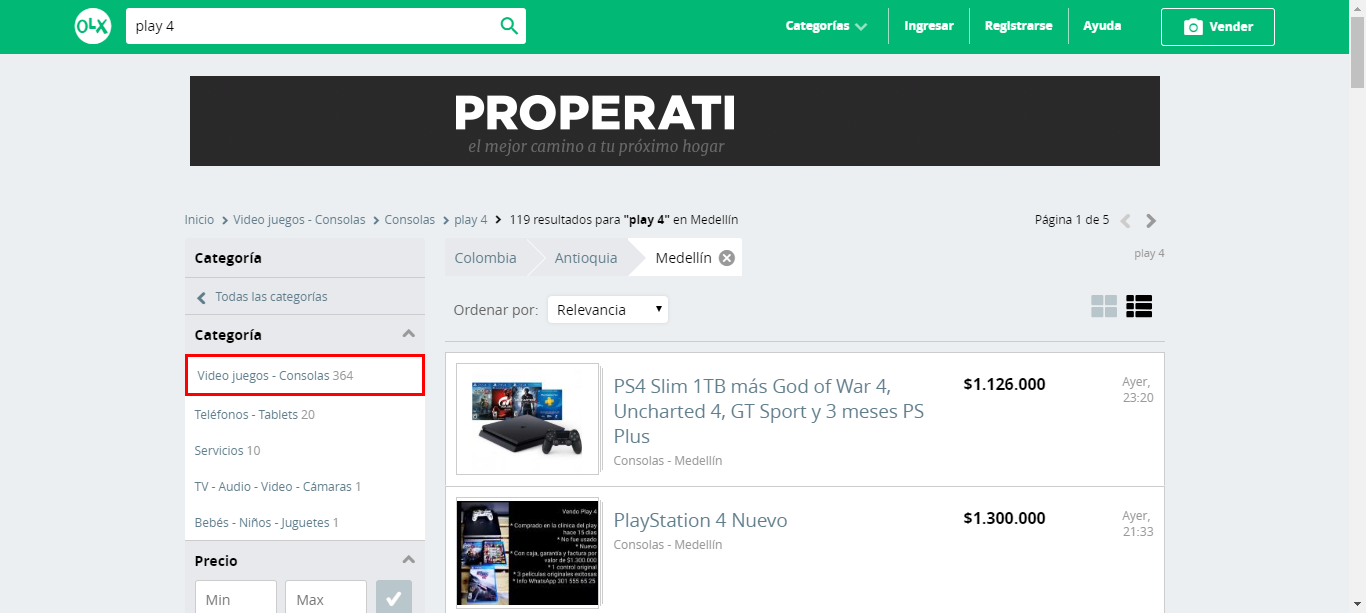 OLX
play 4
Categorías
Ingresar
Registrarse
Ayuda
Vender
PROPERATI
el mejor camino a tu próximo hogar
Inicio > Video juegos - Consolas > Consolas > play 4 > 119 resultados para "play 4" en Medellín
Página 1 de 5
play 4
Categoría
Todas las categorías
Categoría
Video juegos - Consolas 364
Teléfonos - Tablets 20
Servicios 10
TV - Audio - Video - Cámaras 1
Bebés - Niños - Juguetes 1
Precio
Min
Max
Colombia
Antioquia
Medellín
Ordenar por:
Relevancia
PS4 Slim 1TB más God of War 4,
Uncharted 4, GT Sport y 3 meses PS
Plus
Consolas - Medellín
$1.126.000
Ayer,
23:20
Vendo Play 4
* Comprado en la clínica del play
hace 15 días
* No fue usado
* Nuevo
* Con caja, garantía y factura por
valor de $1.300.000
* 1 control original
* 3 películas originales exitosas
* Info WhatsApp 301 555 65 25
PlayStation 4 Nuevo
Consolas - Medellín
$1.300.000
Ayer,
21:33